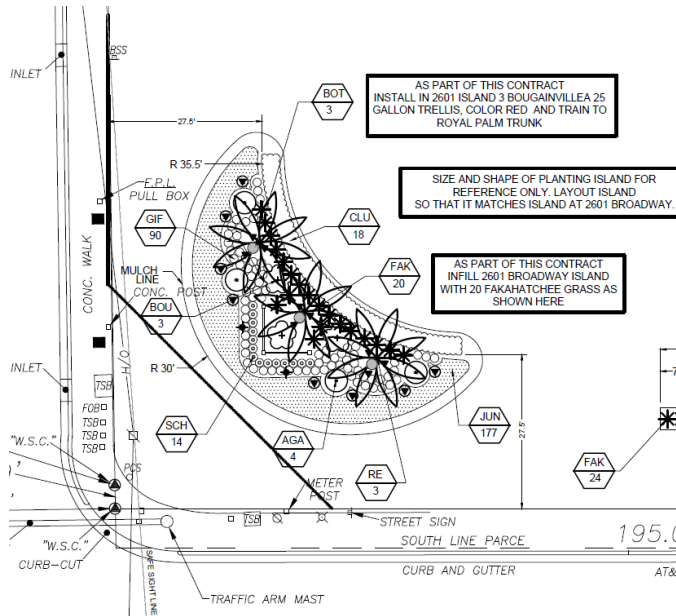 BSS
INLET
27.5'
BOT
3
AS PART OF THIS CONTRACT
INSTALL IN 2601 ISLAND 3 BOUGAINVILLEA 25
GALLON TRELLIS, COLOR RED AND TRAIN TO
ROYAL PALM TRUNK
R 35.5'
F.P.L.
PULL BOX
SIZE AND SHAPE OF PLANTING ISLAND FOR
REFERENCE ONLY. LAYOUT ISLAND
SO THAT IT MATCHES ISLAND AT 2601 BROADWAY.
GIF
90
CLU
18
CONC. WALK
MULCH
LINE
CONC. POST
FAK
20
AS PART OF THIS CONTRACT
INFILL 2601 BROADWAY ISLAND
WITH 20 FAKAHATCHEE GRASS AS
SHOWN HERE
BOU
3
H/O
R 30'
INLET
TSB
FOB
TSB
TSB
TSB
"W.S.C."
SCH
14
AGA
4
RE
3
JUN
177
27.5'
7
FAK
24
PCS
METER
POST
TSB
STREET SIGN
SOUTH LINE PARCE
195.0
"W.S.C."
CURB-CUT
SAFE SIGHT LINE
CURB AND GUTTER
AT&
TRAFFIC ARM MAST